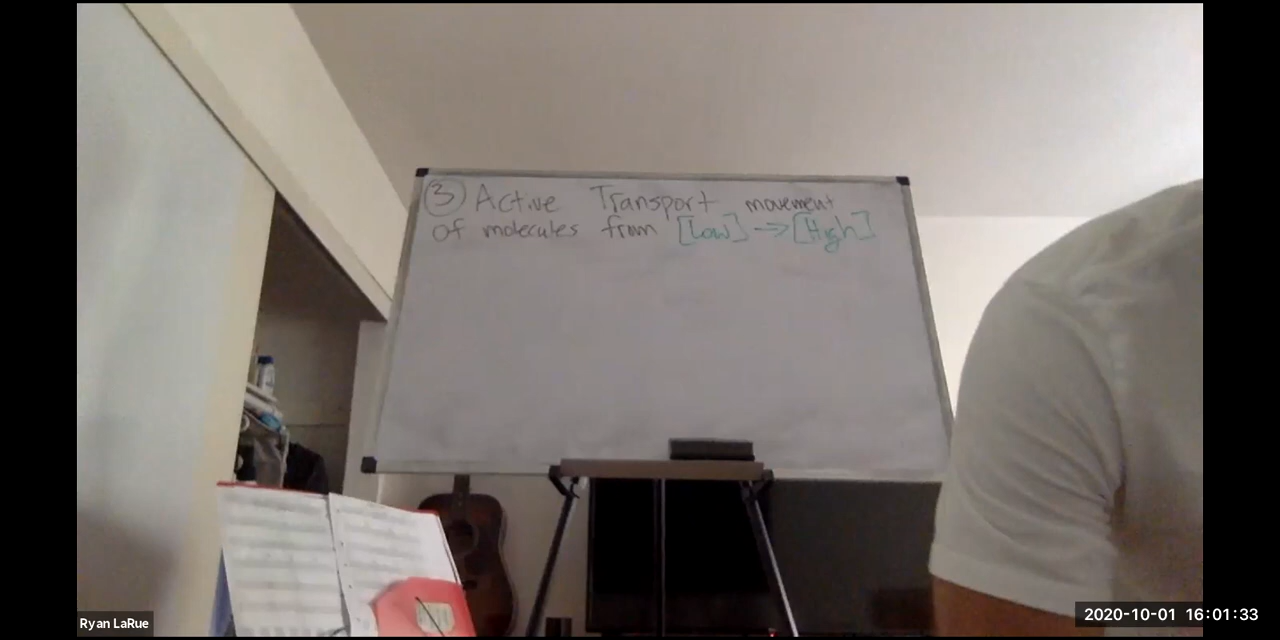 ③ Active Transport movement
of molecules from [Low] → [High]
Ryan LaRue
2020-10-01 16:01:33